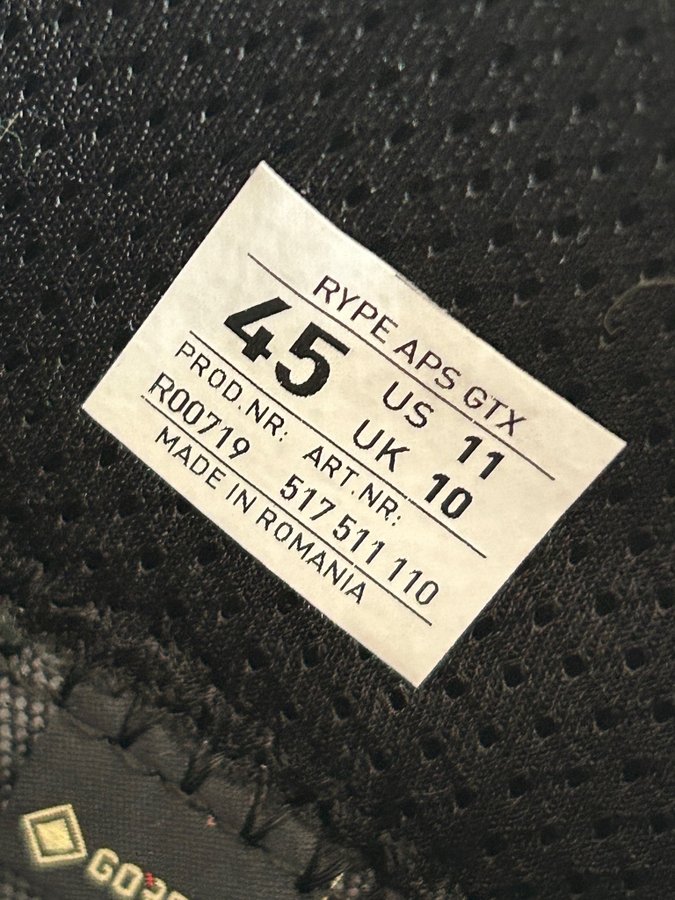 RYPE APS GTX
45 US 11
UK 10
PROD.NR: ART.NR:
R00719 517 511 110
MADE IN ROMANIA